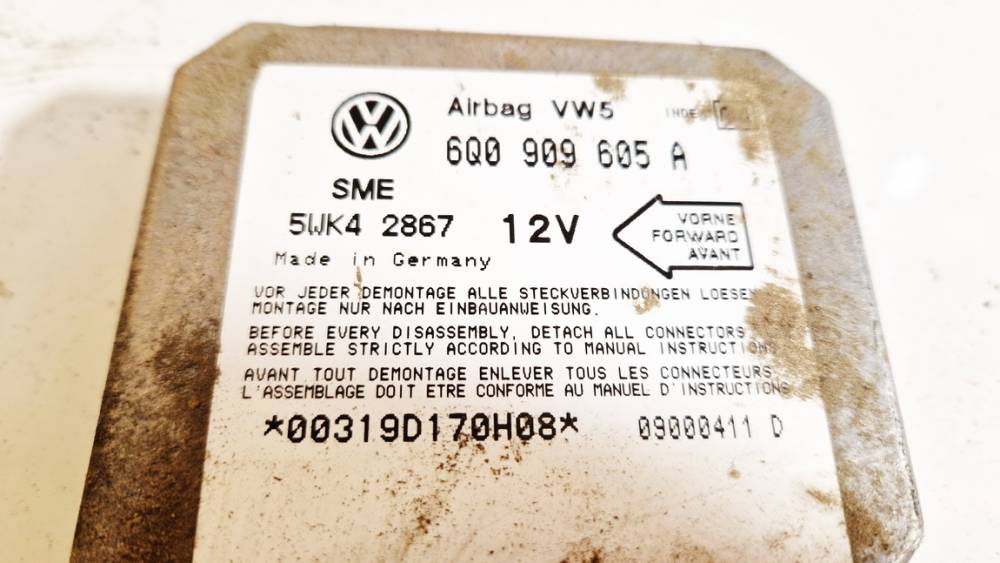 Airbag VW5 INDE
6Q0 909 605 A
SME
5WK4 2867 12V
VORNE
FORWARD
AVANT
Made in Germany
VOR JEDER DEMONTAGE ALLE STECKVERBINDUNGEN LOESEN
MONTAGE NUR NACH EINBAUANWEISUNG.
BEFORE EVERY DISASSEMBLY, DETACH ALL CONNECTORS
ASSEMBLE STRICTLY ACCORDING TO MANUAL INSTRUCTIONS
AVANT TOUT DEMONTAGE ENLEVER TOUS LES CONNECTEURS
L'ASSEMBLAGE DOIT ETRE CONFORME AU MANUEL D'INSTRUCTIONS
*00319D170H08* 09000411 D